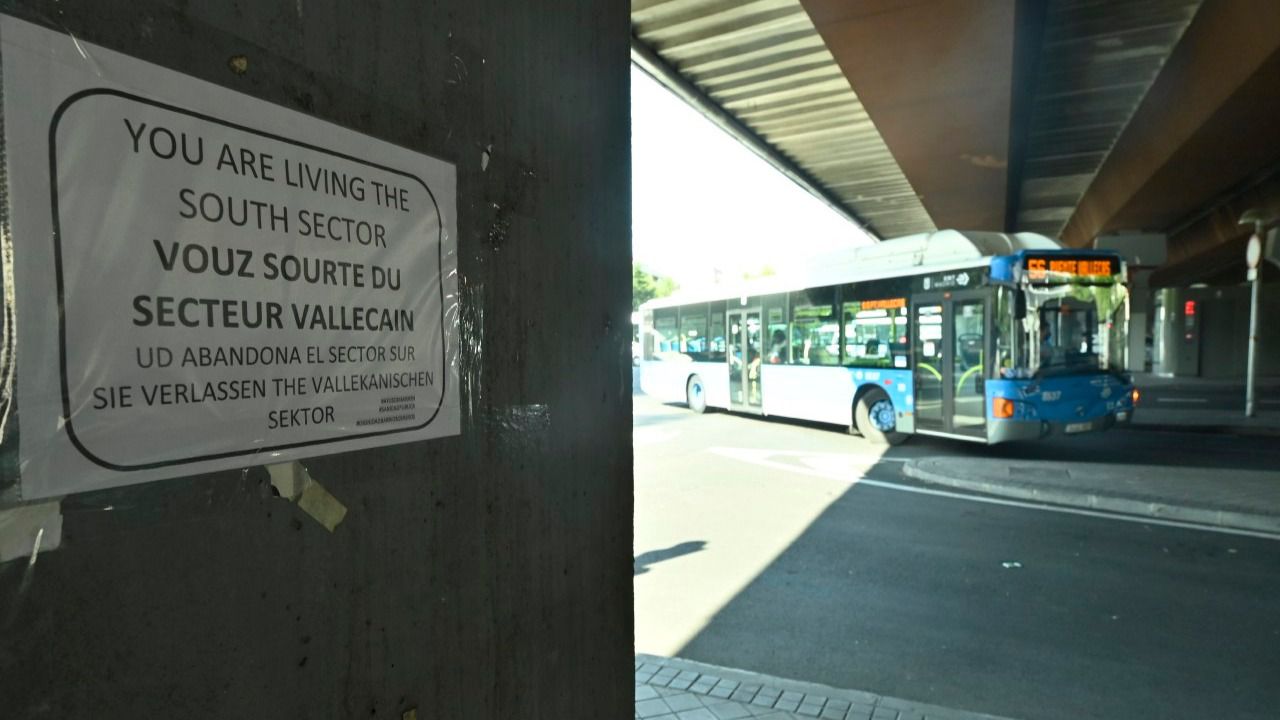 YOU ARE LIVING THE
SOUTH SECTOR
VOUZ SOURTE DU
SECTEUR VALLECAIN
UD ABANDONA EL SECTOR SUR
SIE VERLASSEN THE VALLEKANISCHEN
SEKTOR
56